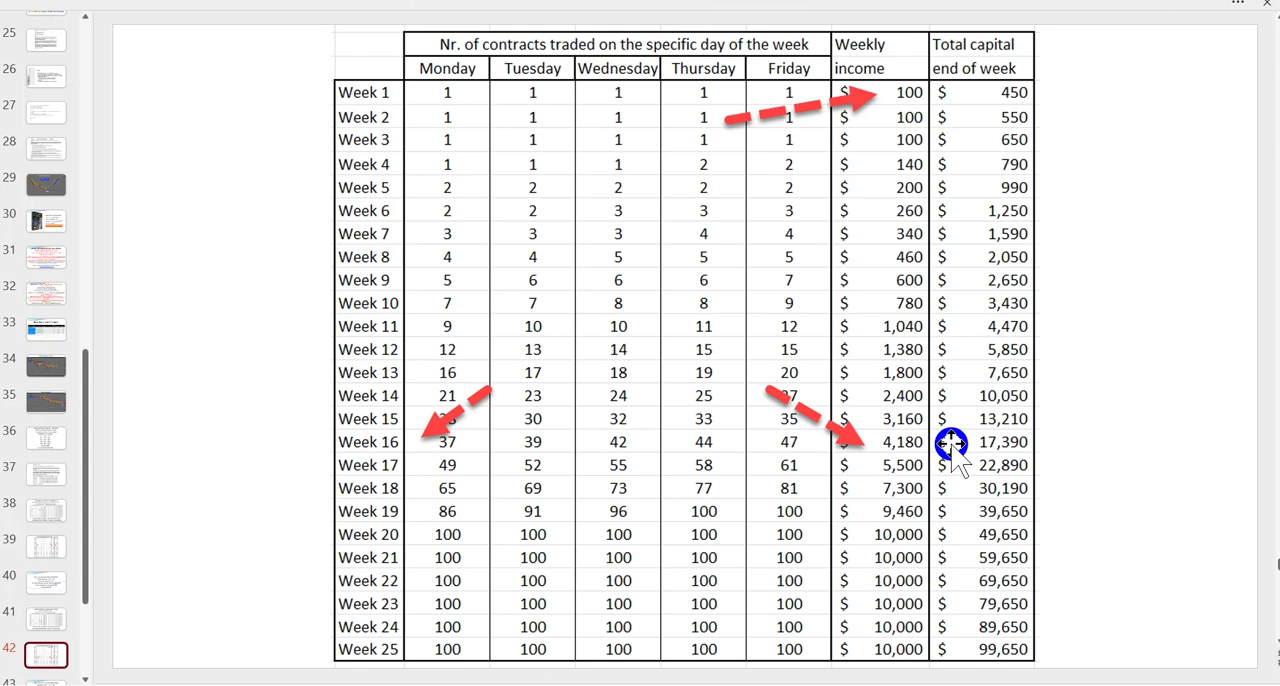 25
26
27
28
29
30
31
32
33
34
35
36
37
38
39
40
41
42
43
Nr. of contracts traded on the specific day of the week Weekly Total capital
Monday Tuesday Wednesday Thursday Friday income end of week
Week 1 1 1 1 1 1 $ 100 $ 450
Week 2 1 1 1 1 1 $ 100 $ 550
Week 3 1 1 1 1 1 $ 100 $ 650
Week 4 1 1 1 2 2 $ 140 $ 790
Week 5 2 2 2 2 2 $ 200 $ 990
Week 6 2 2 3 3 3 $ 260 $ 1,250
Week 7 3 3 3 4 4 $ 340 $ 1,590
Week 8 4 4 5 5 5 $ 460 $ 2,050
Week 9 5 6 6 6 7 $ 600 $ 2,650
Week 10 7 7 8 8 9 $ 780 $ 3,430
Week 11 9 10 10 11 12 $ 1,040 $ 4,470
Week 12 12 13 14 15 15 $ 1,380 $ 5,850
Week 13 16 17 18 19 20 $ 1,800 $ 7,650
Week 14 21 23 24 25 27 $ 2,400 $ 10,050
Week 15 30 32 33 35 $ 3,160 $ 13,210
Week 16 37 39 42 44 47 $ 4,180 17,390
Week 17 49 52 55 58 61 $ 5,500 $ 22,890
Week 18 65 69 73 77 81 $ 7,300 $ 30,190
Week 19 86 91 96 100 100 $ 9,460 $ 39,650
Week 20 100 100 100 100 100 $ 10,000 $ 49,650
Week 21 100 100 100 100 100 $ 10,000 $ 59,650
Week 22 100 100 100 100 100 $ 10,000 $ 69,650
Week 23 100 100 100 100 100 $ 10,000 $ 79,650
Week 24 100 100 100 100 100 $ 10,000 $ 89,650
Week 25 100 100 100 100 100 $ 10,000 $ 99,650